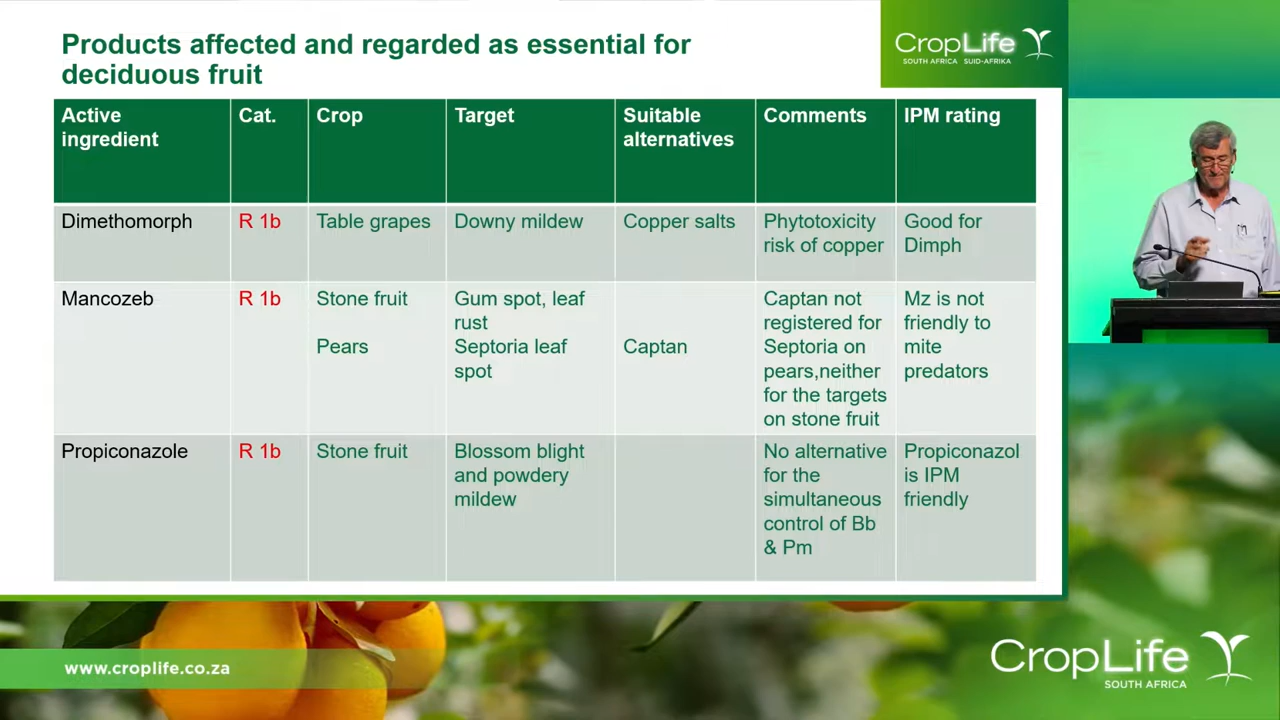 Products affected and regarded as essential for
deciduous fruit
CropLife
SOUTH AFRICA SUID-AFRIKA
Active
ingredient
Cat.
Crop
Target
Suitable
alternatives
Comments
IPM rating
Dimethomorph
R 1b
Table grapes
Downy mildew
Copper salts
Phytotoxicity
risk of copper
Good for
Dimph
Mancozeb
R 1b
Stone fruit
Pears
Gum spot, leaf
rust
Septoria leaf
spot
Captan
Captan not
registered for
Septoria on
pears,neither
for the targets
on stone fruit
Mz is not
friendly to
mite
predators
Propiconazole
R 1b
Stone fruit
Blossom blight
and powdery
mildew
No alternative
for the
simultaneous
control of Bb
& Pm
Propiconazol
is IPM
friendly
www.croplife.co.za
CropLife
SOUTH AFRICA